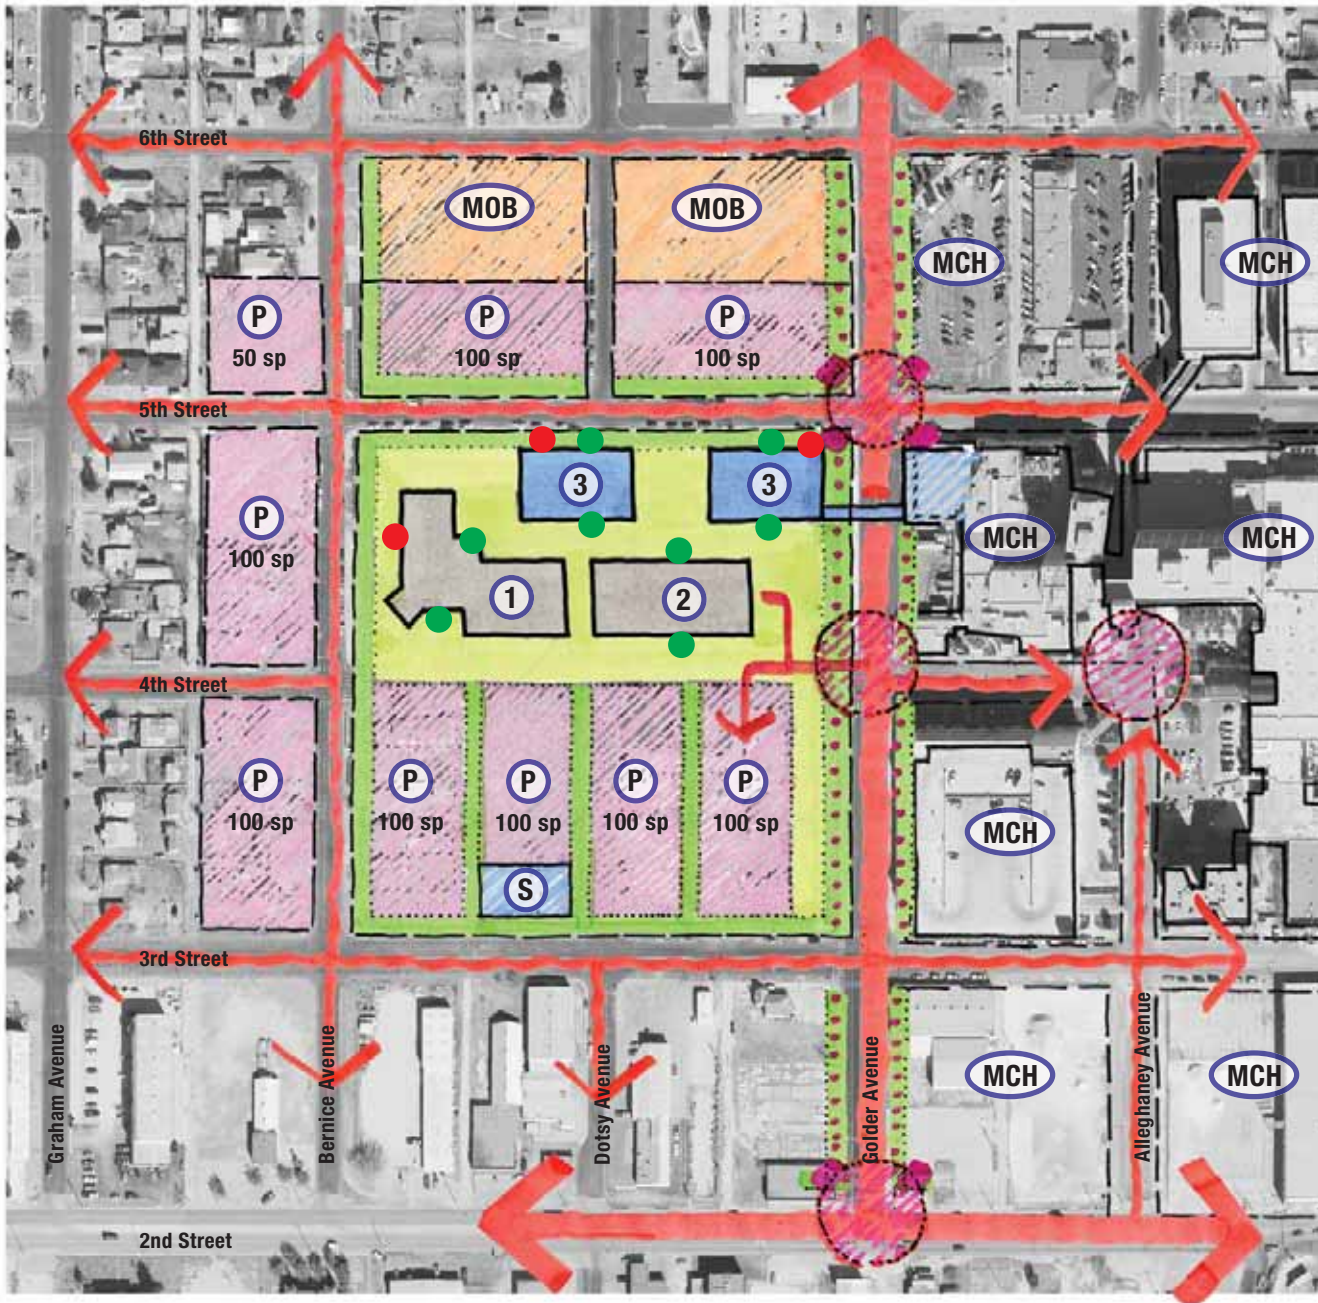 6th Street
MOB
MOB
MCH
MCH
P
50 sp
P
100 sp
P
100 sp
5th Street
3
3
P
100 sp
MCH
MCH
1
2
4th Street
P
100 sp
P
100 sp
P
100 sp
P
100 sp
P
100 sp
MCH
S
3rd Street
Graham Avenue
Bernice Avenue
Dotsy Avenue
Golder Avenue
Alleghaney Avenue
MCH
MCH
2nd Street